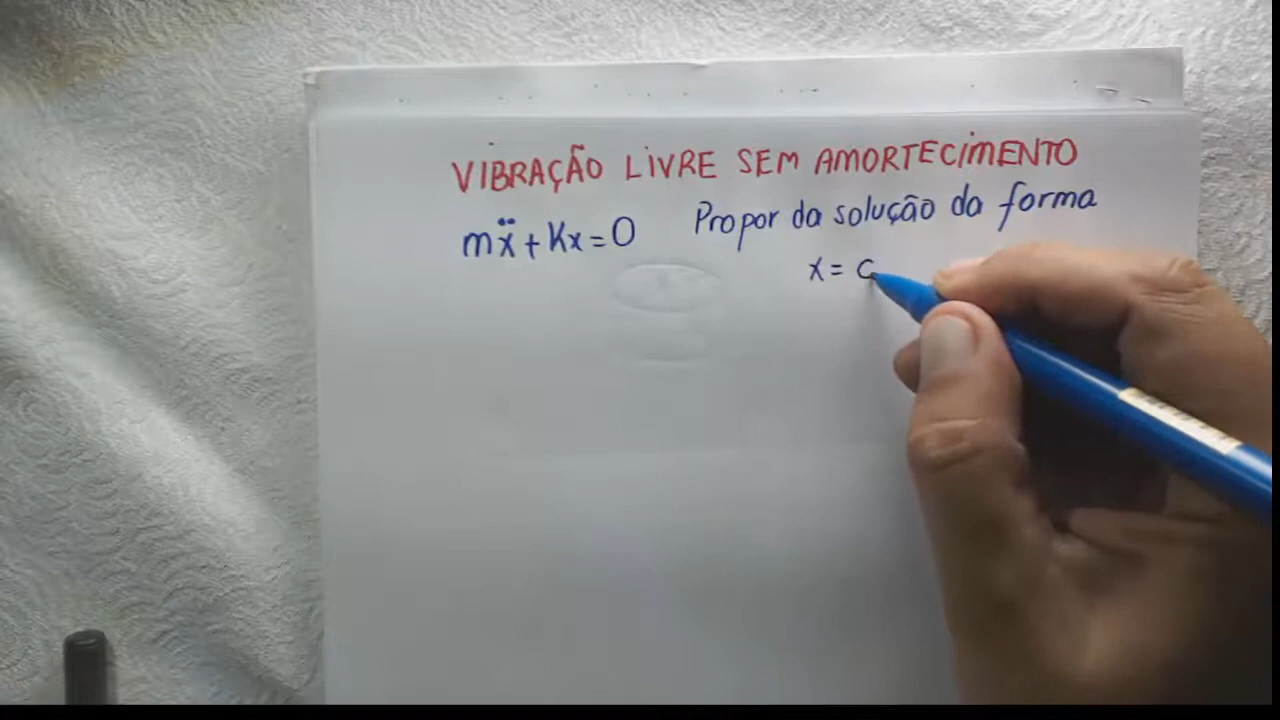 VIBRAÇÃO LIVRE SEM AMORTECIMENTO
mẍ + Kx = 0 Propor da solução da forma
x = c